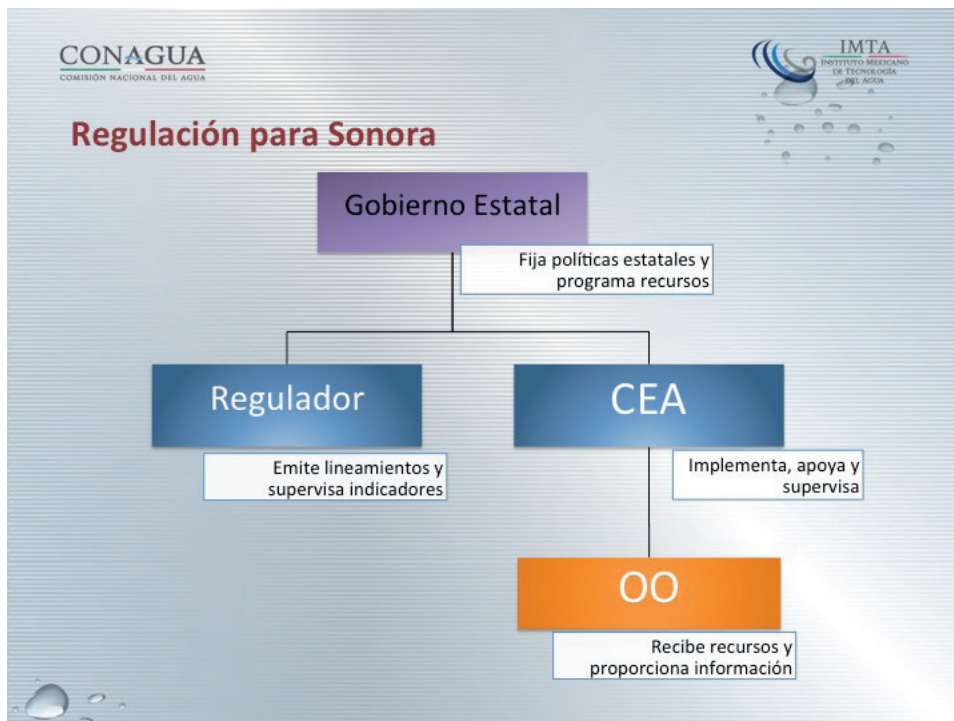 CONAGUA
COMISIÓN NACIONAL DEL AGUA
IMTA
INSTITUTO MEXICANO
DE TECNOLOGÍA
DEL AGUA
Regulación para Sonora
Gobierno Estatal
Fija políticas estatales y
programa recursos
Regulador
Emite lineamientos y
supervisa indicadores
CEA
Implementa, apoya y
supervisa
OO
Recibe recursos y
proporciona información